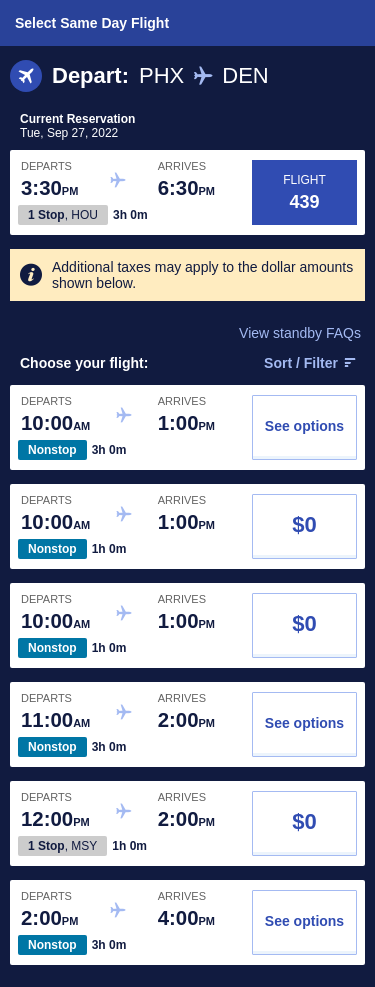 Select Same Day Flight
Depart: PHX DEN
Current Reservation
Tue, Sep 27, 2022
DEPARTS ARRIVES
3:30PM 6:30PM
1 Stop, HOU 3h 0m
FLIGHT
439
Additional taxes may apply to the dollar amounts
shown below.
View standby FAQs
Choose your flight: Sort / Filter
DEPARTS ARRIVES
10:00AM 1:00PM
Nonstop 3h 0m
See options
DEPARTS ARRIVES
10:00AM 1:00PM
Nonstop 1h 0m
$0
DEPARTS ARRIVES
10:00AM 1:00PM
Nonstop 1h 0m
$0
DEPARTS ARRIVES
11:00AM 2:00PM
Nonstop 3h 0m
See options
DEPARTS ARRIVES
12:00PM 2:00PM
1 Stop, MSY 1h 0m
$0
DEPARTS ARRIVES
2:00PM 4:00PM
Nonstop 3h 0m
See options